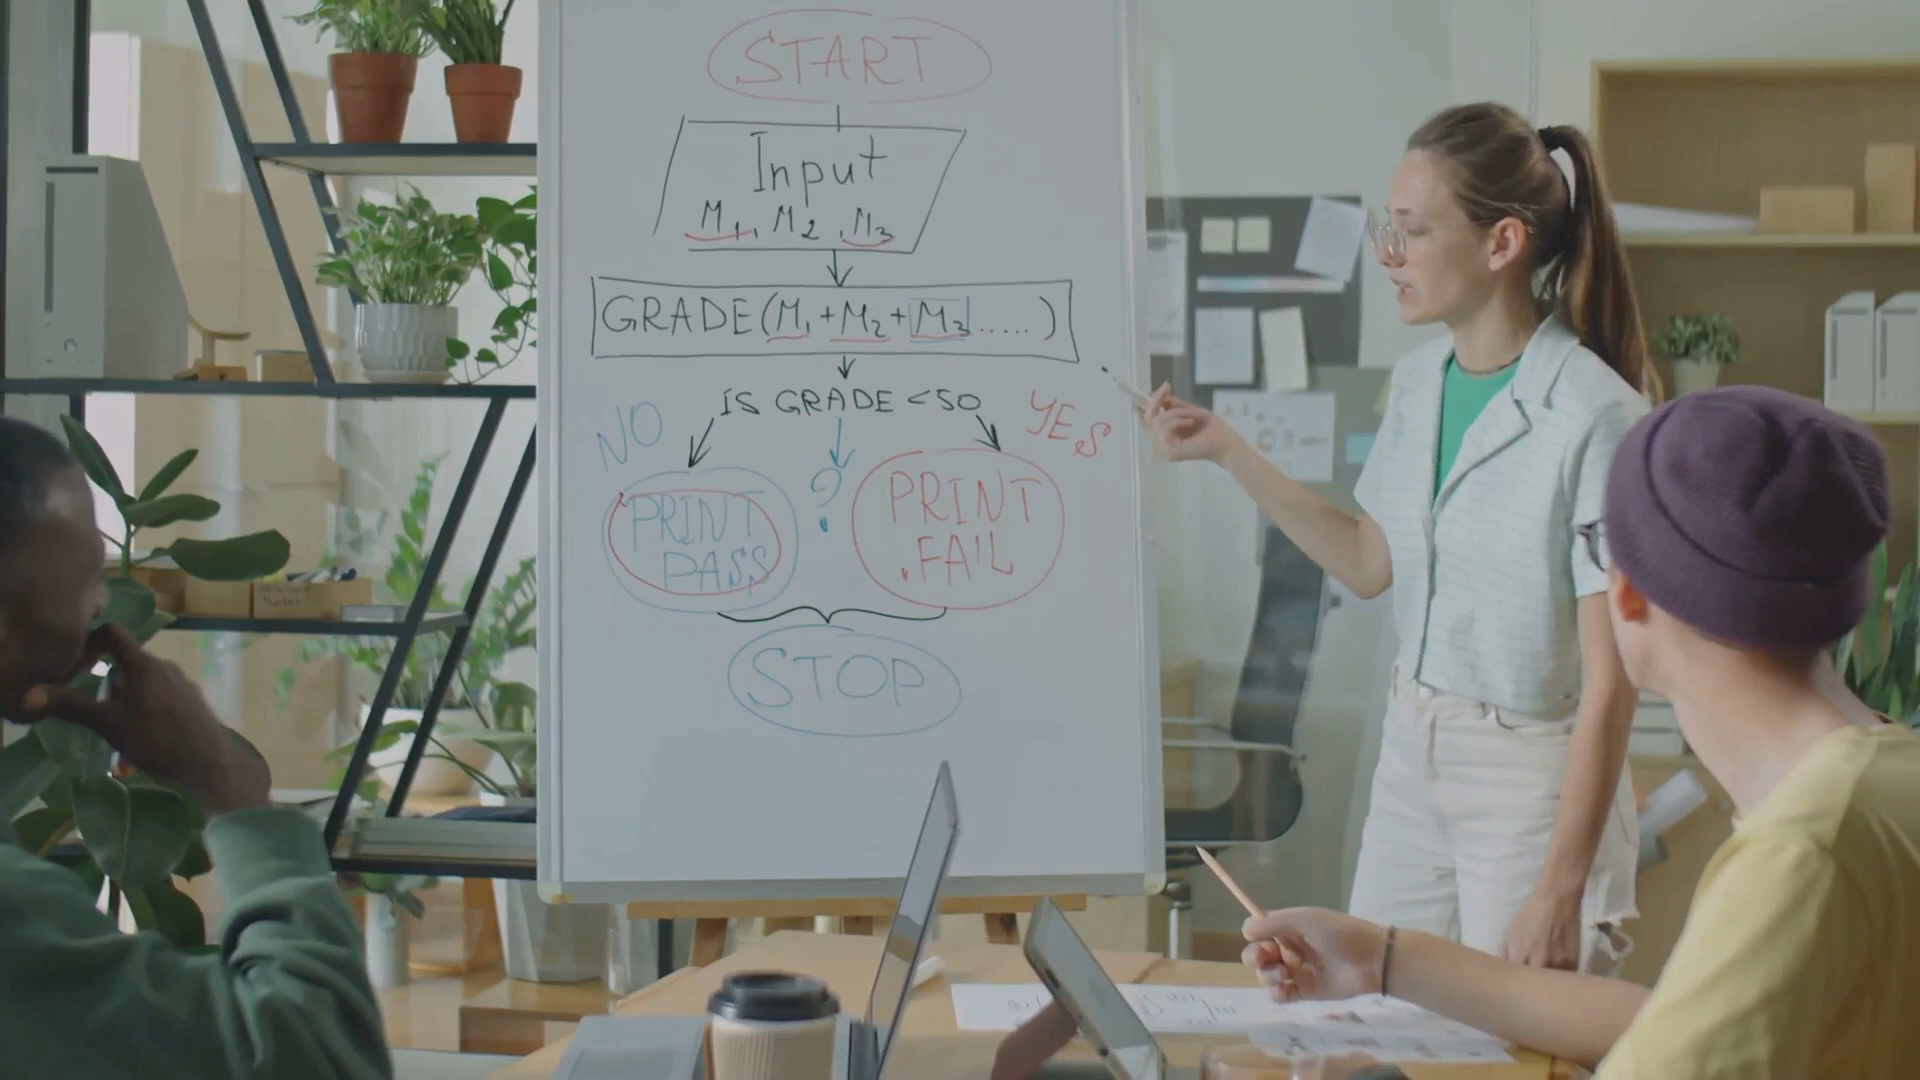 START
Input
M1, M2, M3
GRADE(M1+M2+M3.....)
IS GRADE <50
NO
YES
?
PRINT
PASS
PRINT
FAIL
STOP